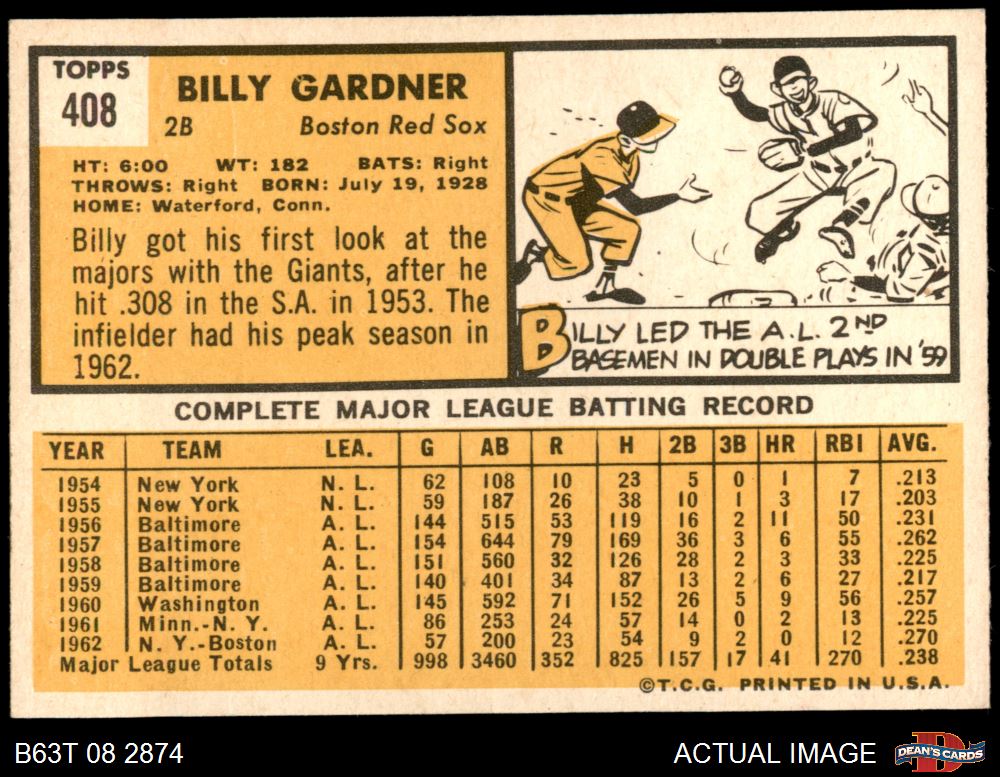 TOPPS
408
BILLY GARDNER
2B Boston Red Sox
HT: 6:00 WT: 182 BATS: Right
THROWS: Right BORN: July 19, 1928
HOME: Waterford, Conn.
Billy got his first look at the
majors with the Giants, after he
hit .308 in the S.A. in 1953. The
infielder had his peak season in
1962.
BILLY LED THE A.L. 2ND
BASEMEN IN DOUBLE PLAYS IN '59
COMPLETE MAJOR LEAGUE BATTING RECORD
YEAR TEAM LEA. G AB R H 2B 3B HR RBI AVG.
1954 New York N. L. 62 108 10 23 5 0 1 7 .213
1955 New York N. L. 59 187 26 38 10 1 3 17 .203
1956 Baltimore A. L. 144 515 53 119 16 2 11 50 .231
1957 Baltimore A. L. 154 644 79 169 36 3 6 55 .262
1958 Baltimore A. L. 151 560 32 126 28 2 3 33 .225
1959 Baltimore A. L. 140 401 34 87 13 2 6 27 .217
1960 Washington A. L. 145 592 71 152 26 5 9 56 .257
1961 Minn.-N. Y. A. L. 86 253 24 57 14 0 2 13 .225
1962 N. Y.-Boston A. L. 57 200 23 54 9 2 0 12 .270
Major League Totals 9 Yrs. 998 3460 352 825 157 17 41 270 .238
©T.C.G. PRINTED IN U.S.A.
B63T 08 2874 ACTUAL IMAGE DEAN'S CARDS